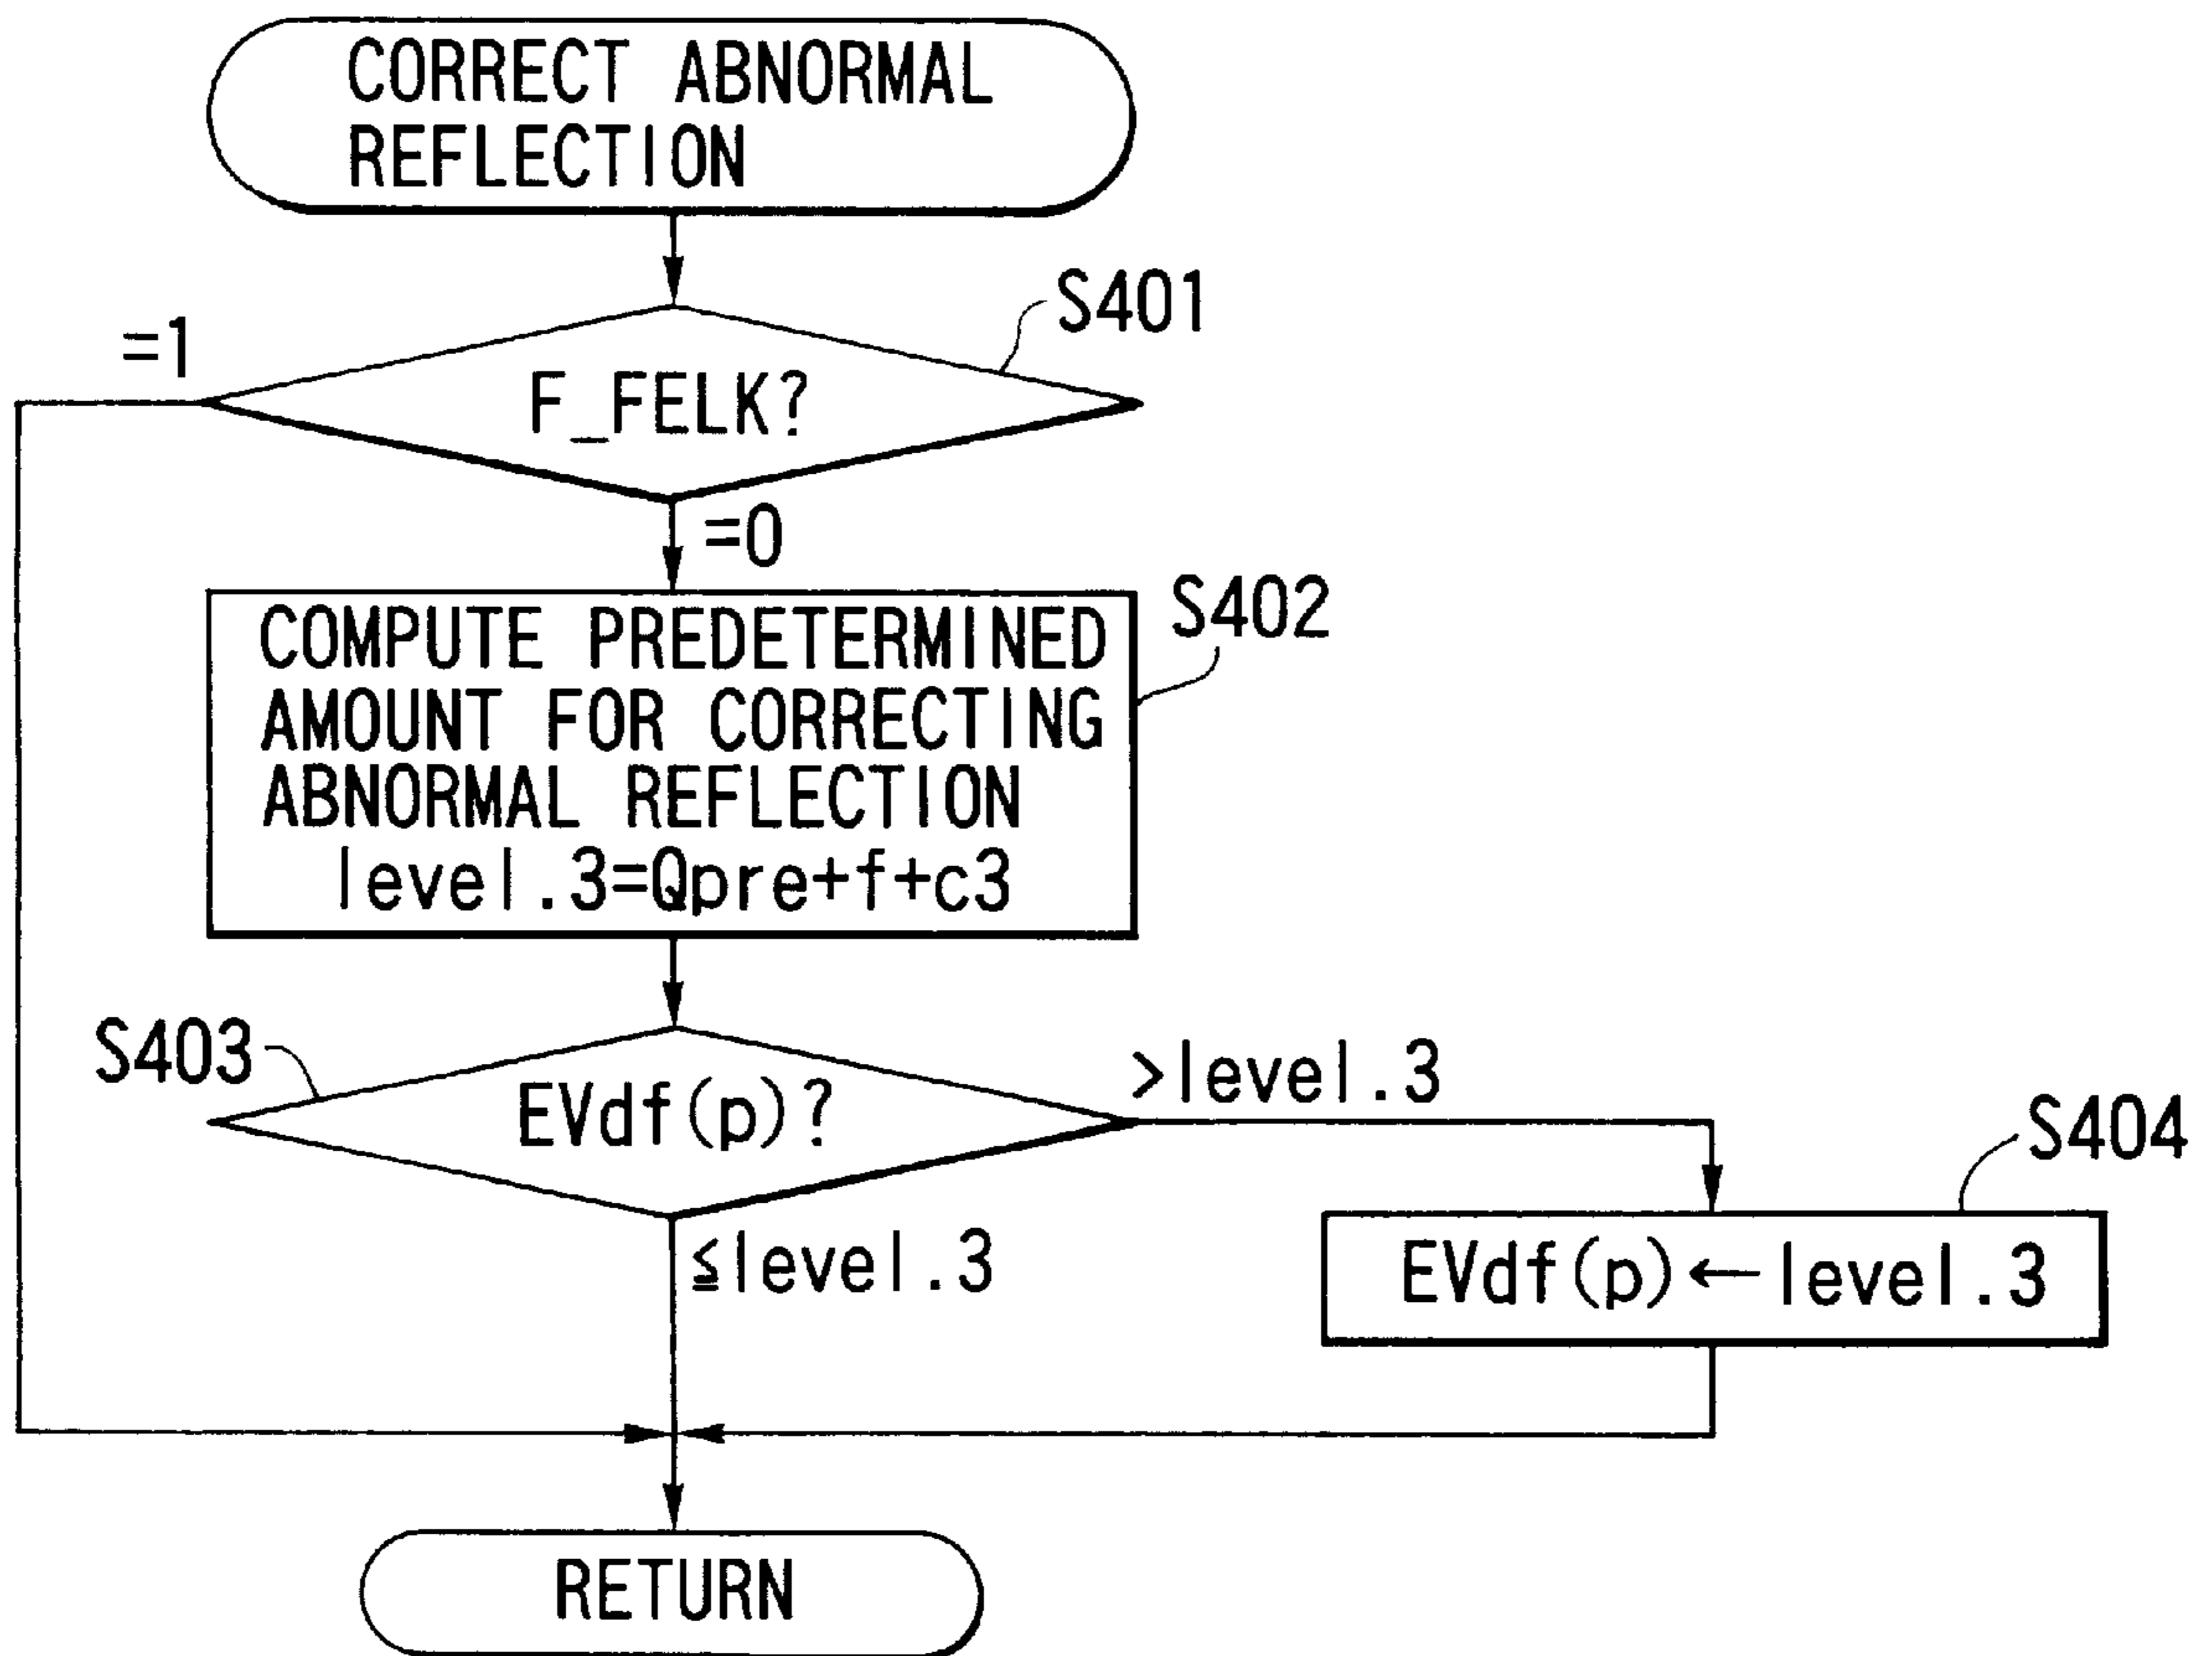 CORRECT ABNORMAL
REFLECTION
S401
=1
F_FELK?
=0
S402
COMPUTE PREDETERMINED
AMOUNT FOR CORRECTING
ABNORMAL REFLECTION
level.3=Qpre+f+c3
S403
EVdf(p)?
>level.3
S404
≦level.3
EVdf(p)←level.3
RETURN